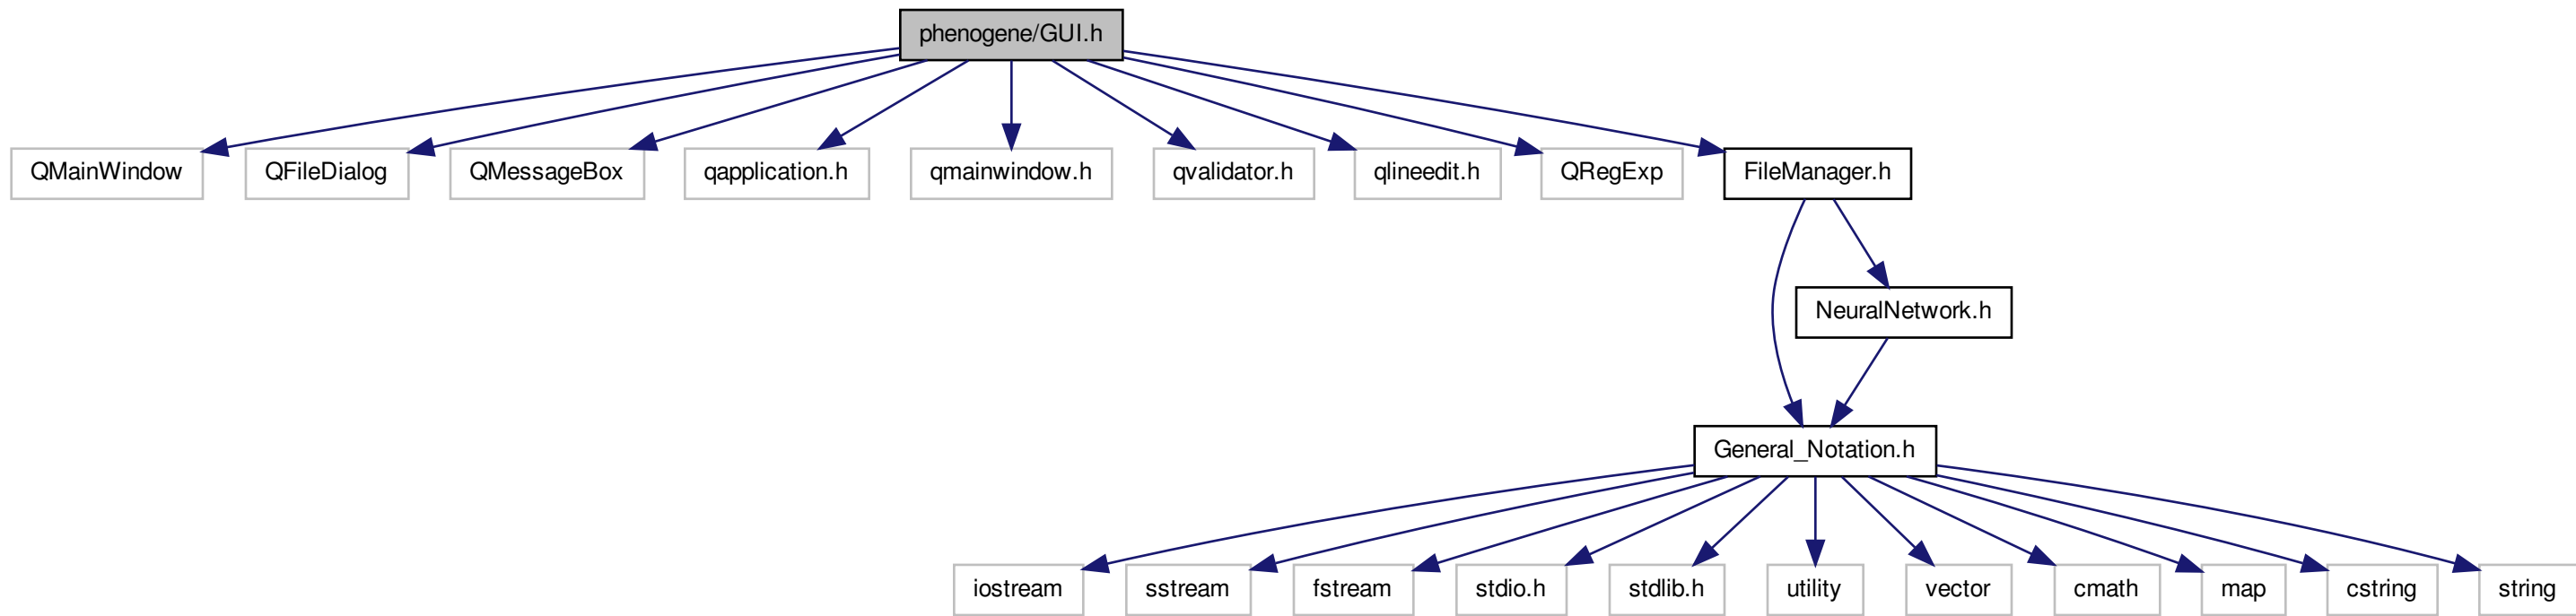 phenogene/GUI.h
QMainWindow
QFileDialog
QMessageBox
qapplication.h
qmainwindow.h
qvalidator.h
qlineedit.h
QRegExp
FileManager.h
NeuralNetwork.h
General_Notation.h
iostream
sstream
fstream
stdio.h
stdlib.h
utility
vector
cmath
map
cstring
string